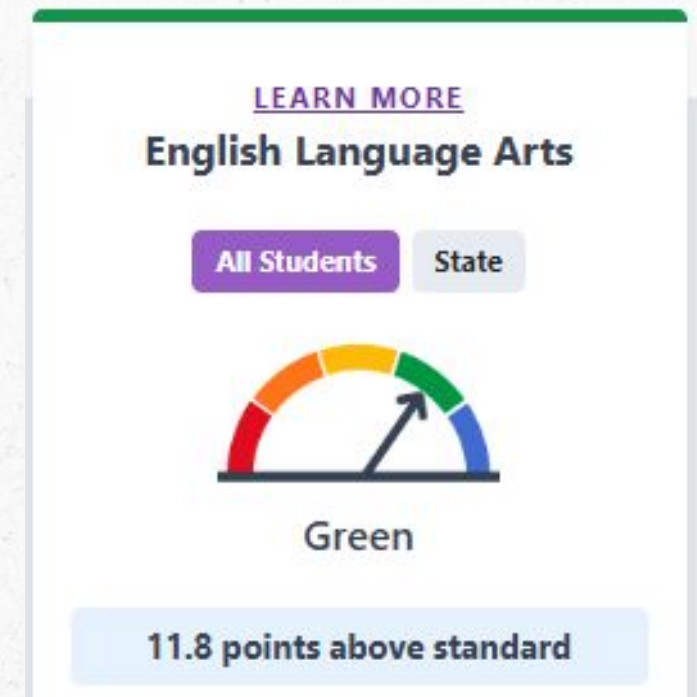 LEARN MORE
English Language Arts
All Students State
Green
11.8 points above standard